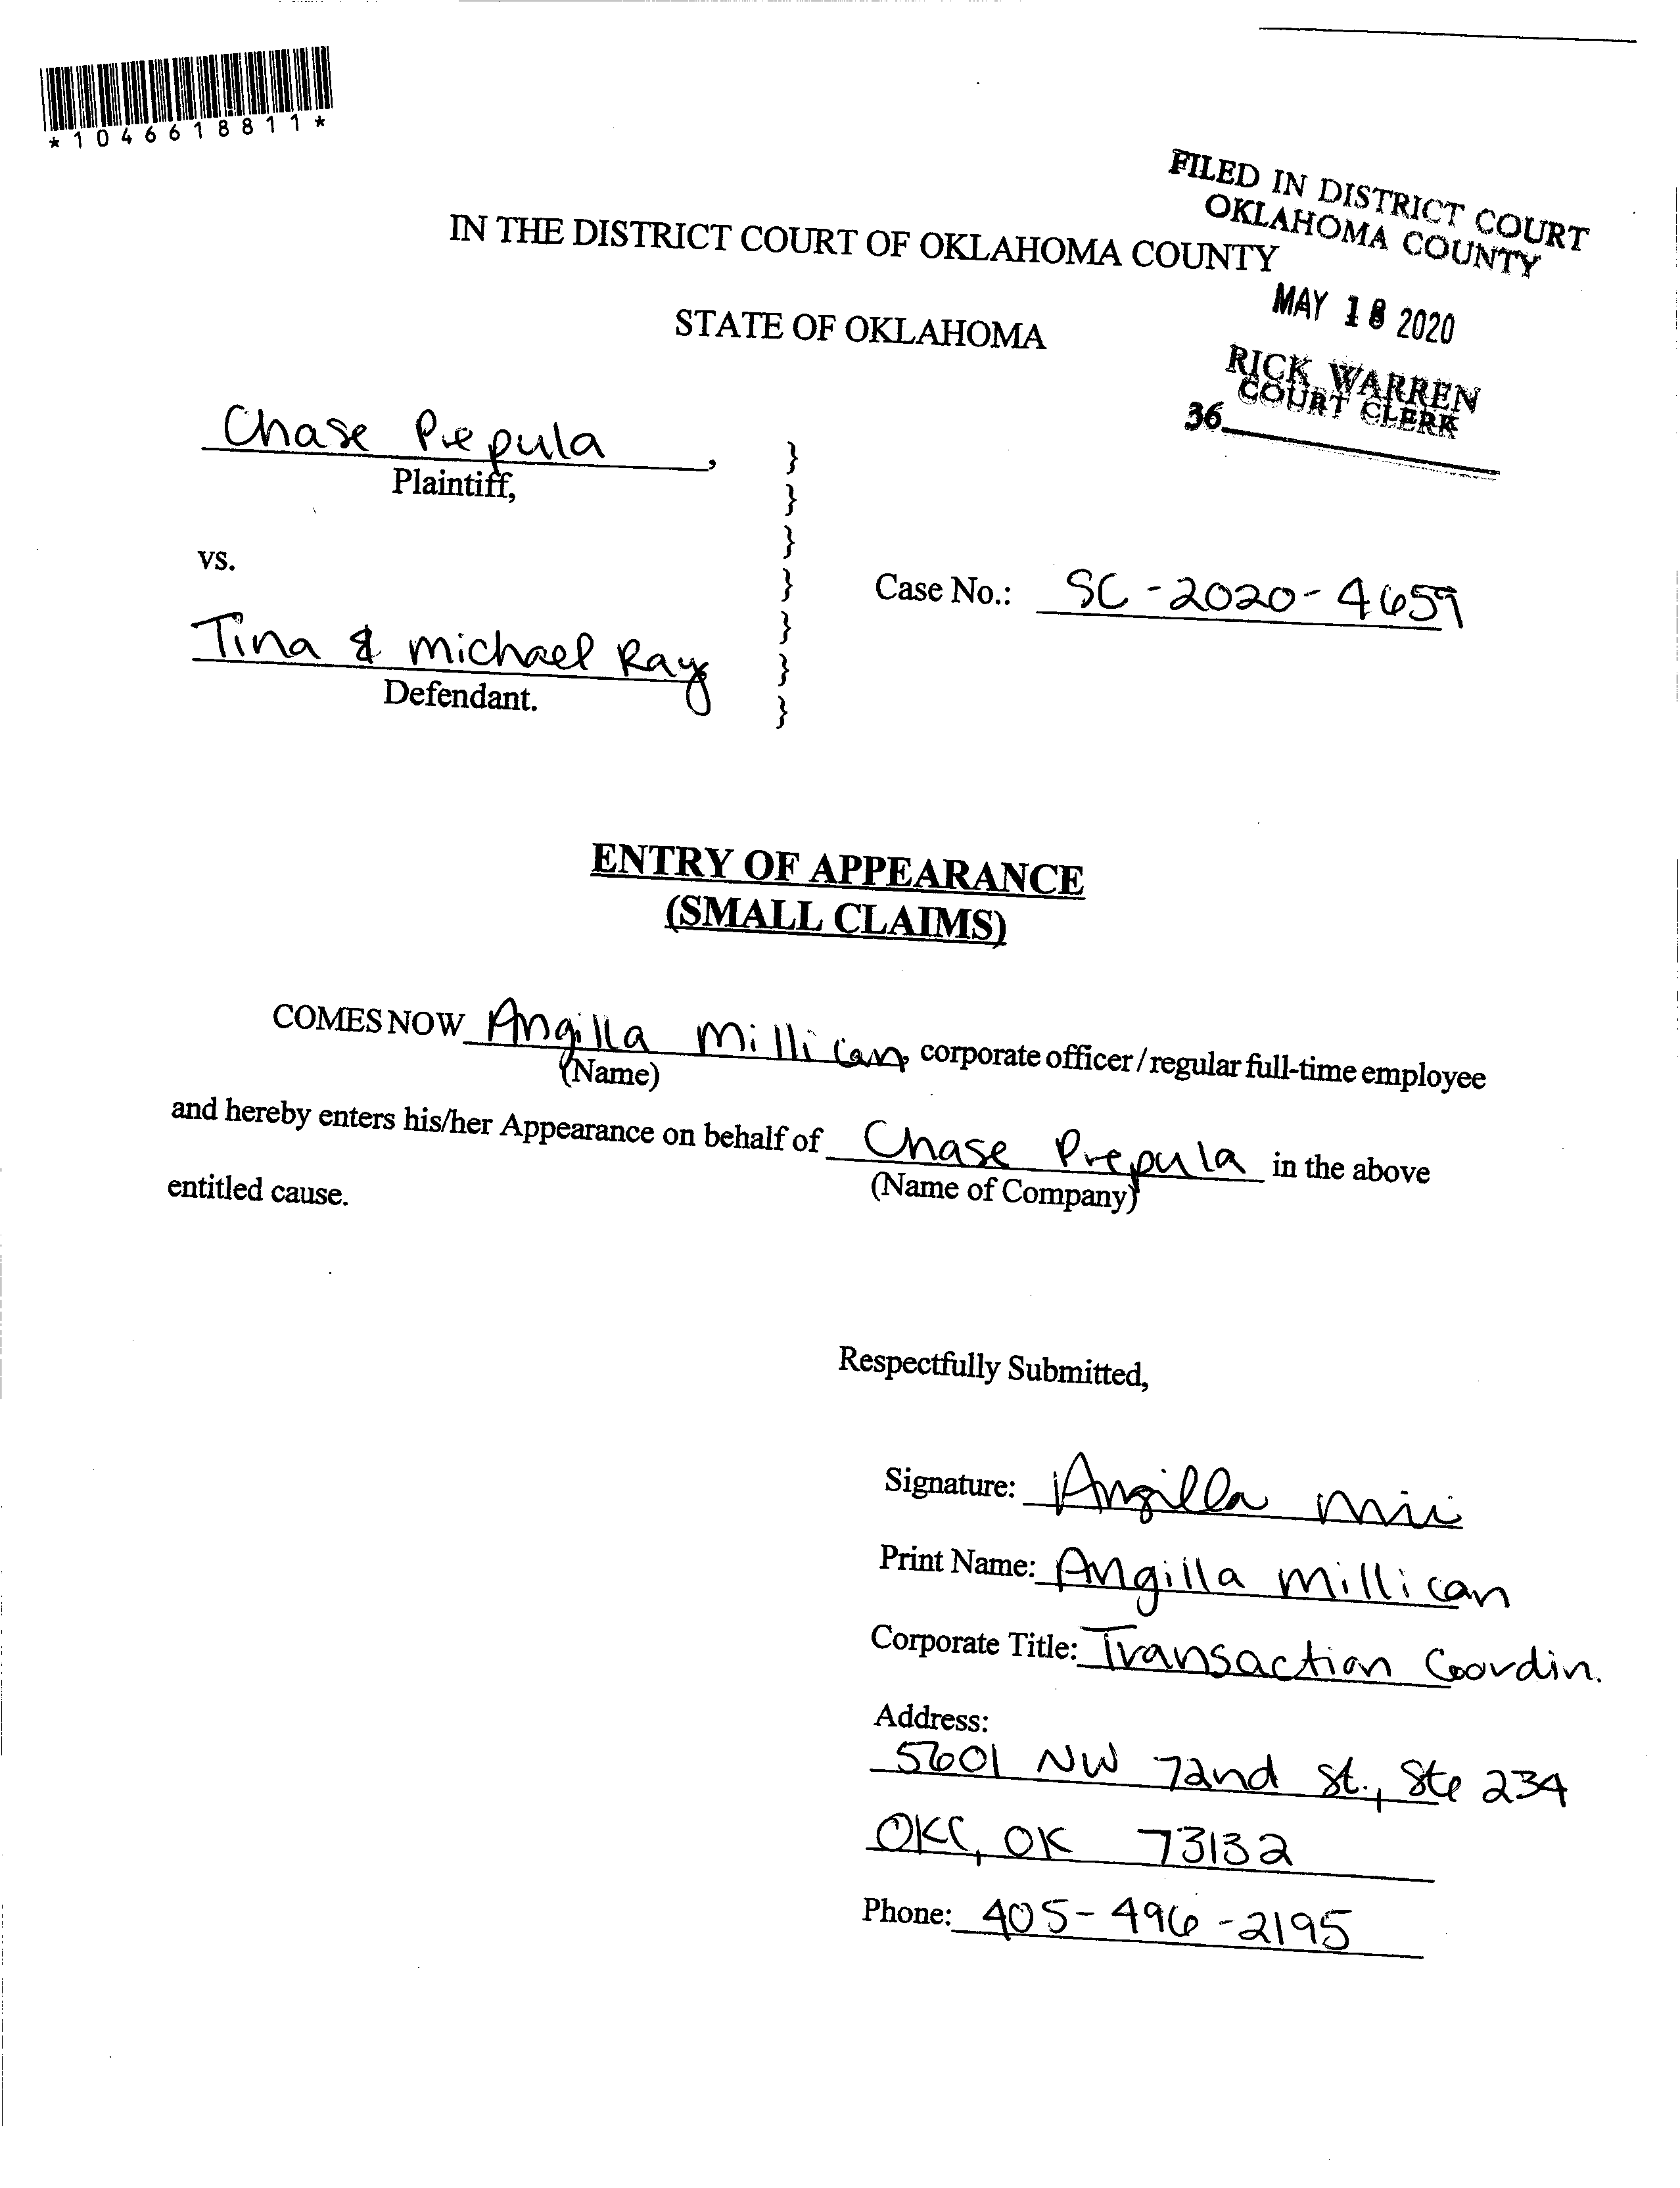 *1046618811*
FILED IN DISTRICT COURT
OKLAHOMA COUNTY
IN THE DISTRICT COURT OF OKLAHOMA COUNTY
MAY 18 2020
STATE OF OKLAHOMA
RICK WARREN
COURT CLERK
36
Chase Prepula,
Plaintiff,
vs.
Case No.: SC-2020-4659
Tina & Michael Ray
Defendant.
}
}
}
}
}
}
}
ENTRY OF APPEARANCE
(SMALL CLAIMS)
COMES NOW Angilla Millican, corporate officer / regular full-time employee
(Name)
and hereby enters his/her Appearance on behalf of Chase Prepula in the above
(Name of Company)
entitled cause.
Respectfully Submitted,
Signature: Angilla Mii
Print Name: Angilla Millican
Corporate Title: Transaction Coordin.
Address:
5601 NW 72nd St., Ste 234
OKC, OK 73132
Phone: 405-496-2195